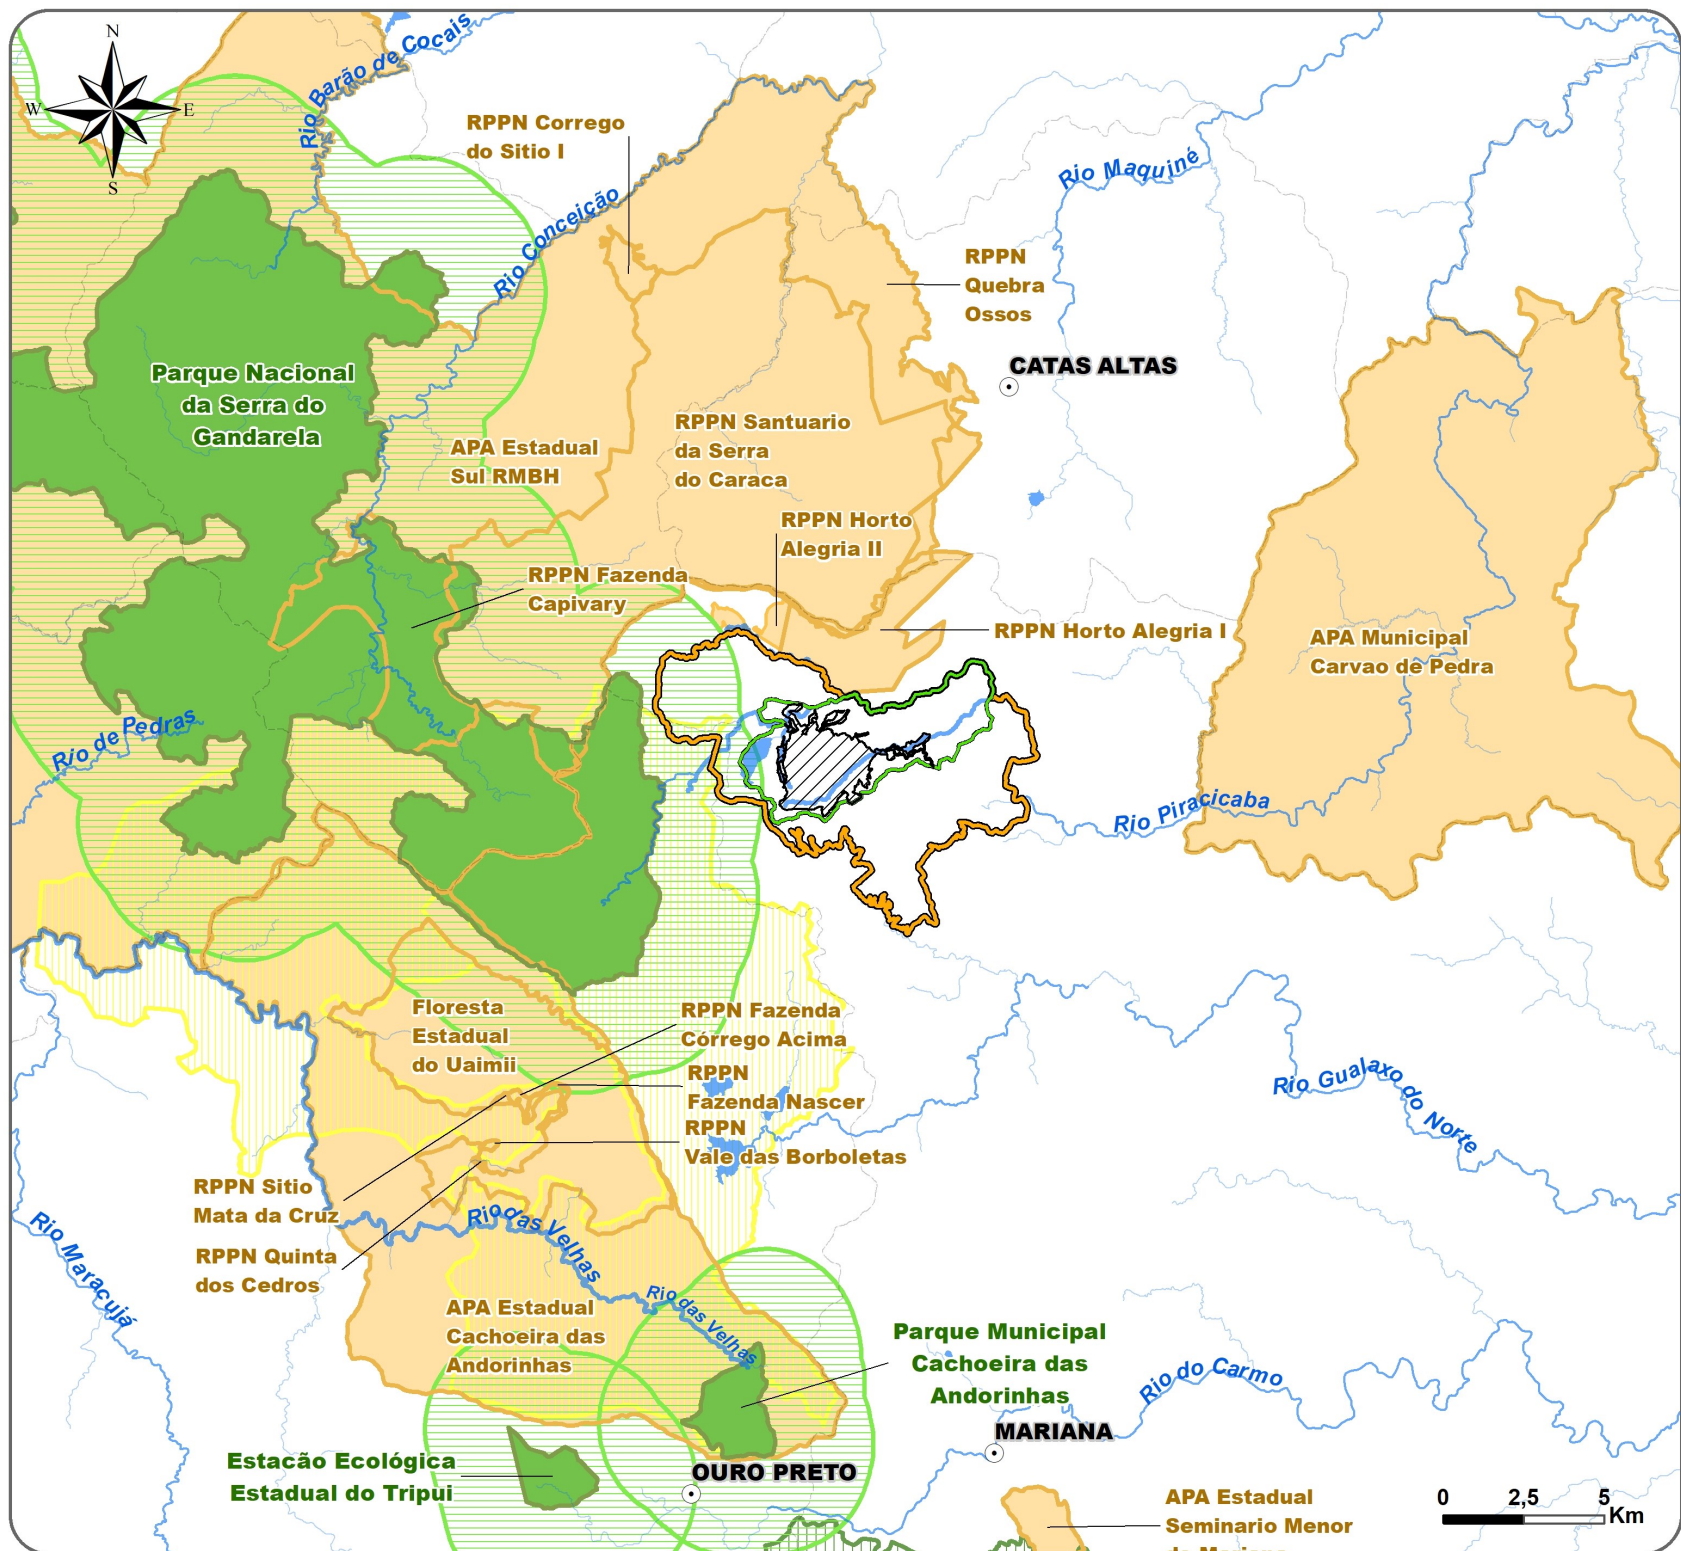 N
W
E
S
Rio Barão de Cocais
RPPN Corrego
do Sitio I
Rio Conceição
Rio Maquiné
RPPN
Quebra
Ossos
CATAS ALTAS
Parque Nacional
da Serra do
Gandarela
APA Estadual
Sul RMBH
RPPN Santuario
da Serra
do Caraca
RPPN Horto
Alegria II
RPPN Fazenda
Capivary
RPPN Horto Alegria I
APA Municipal
Carvao de Pedra
Rio de Pedras
Rio Piracicaba
Floresta
Estadual
do Uaimii
RPPN Fazenda
Córrego Acima
RPPN
Fazenda Nascer
RPPN
Vale das Borboletas
Rio Gualaxo do Norte
RPPN Sitio
Mata da Cruz
RPPN Quinta
dos Cedros
Rio Maracujá
Rio das Velhas
Rio das Velhas
APA Estadual
Cachoeira das
Andorinhas
Parque Municipal
Cachoeira das
Andorinhas
Rio do Carmo
MARIANA
Estacão Ecológica
Estadual do Tripui
OURO PRETO
APA Estadual
Seminario Menor
de Mariana
0 2,5 5
Km